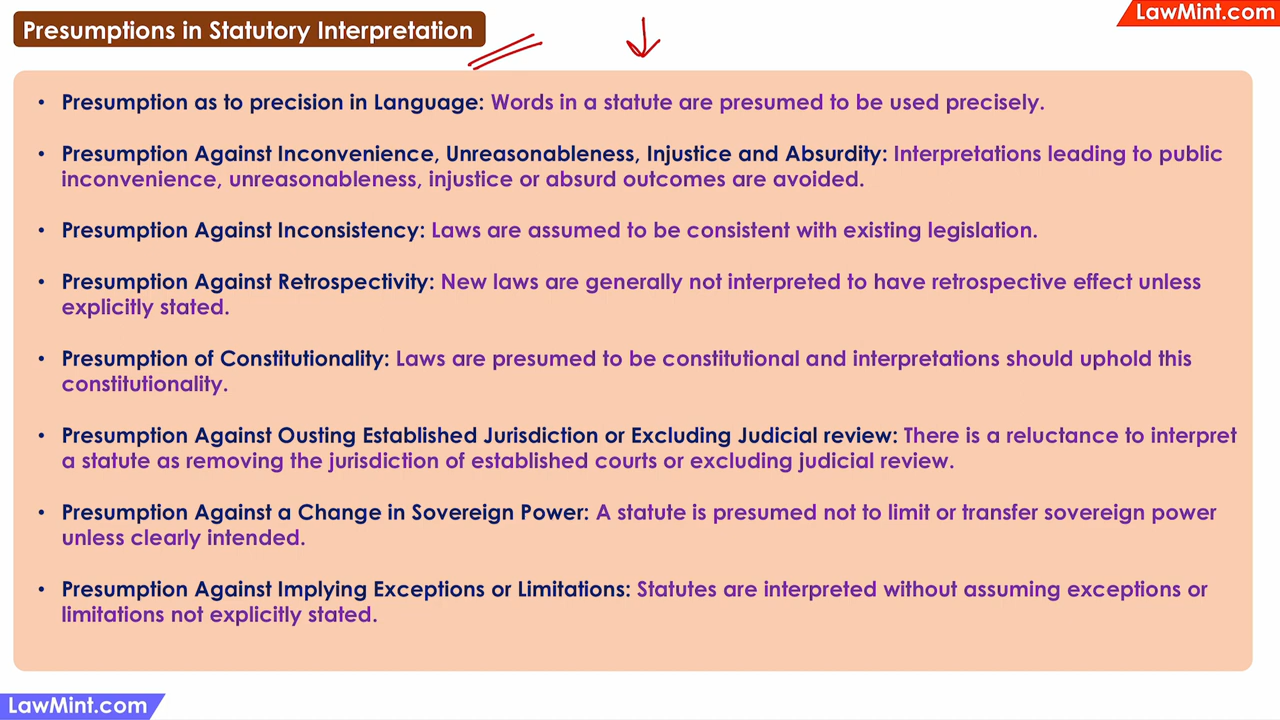 Presumptions in Statutory Interpretation
LawMint.com
• Presumption as to precision in Language: Words in a statute are presumed to be used precisely.
• Presumption Against Inconvenience, Unreasonableness, Injustice and Absurdity: Interpretations leading to public
inconvenience, unreasonableness, injustice or absurd outcomes are avoided.
• Presumption Against Inconsistency: Laws are assumed to be consistent with existing legislation.
• Presumption Against Retrospectivity: New laws are generally not interpreted to have retrospective effect unless
explicitly stated.
• Presumption of Constitutionality: Laws are presumed to be constitutional and interpretations should uphold this
constitutionality.
• Presumption Against Ousting Established Jurisdiction or Excluding Judicial review: There is a reluctance to interpret
a statute as removing the jurisdiction of established courts or excluding judicial review.
• Presumption Against a Change in Sovereign Power: A statute is presumed not to limit or transfer sovereign power
unless clearly intended.
• Presumption Against Implying Exceptions or Limitations: Statutes are interpreted without assuming exceptions or
limitations not explicitly stated.
LawMint.com